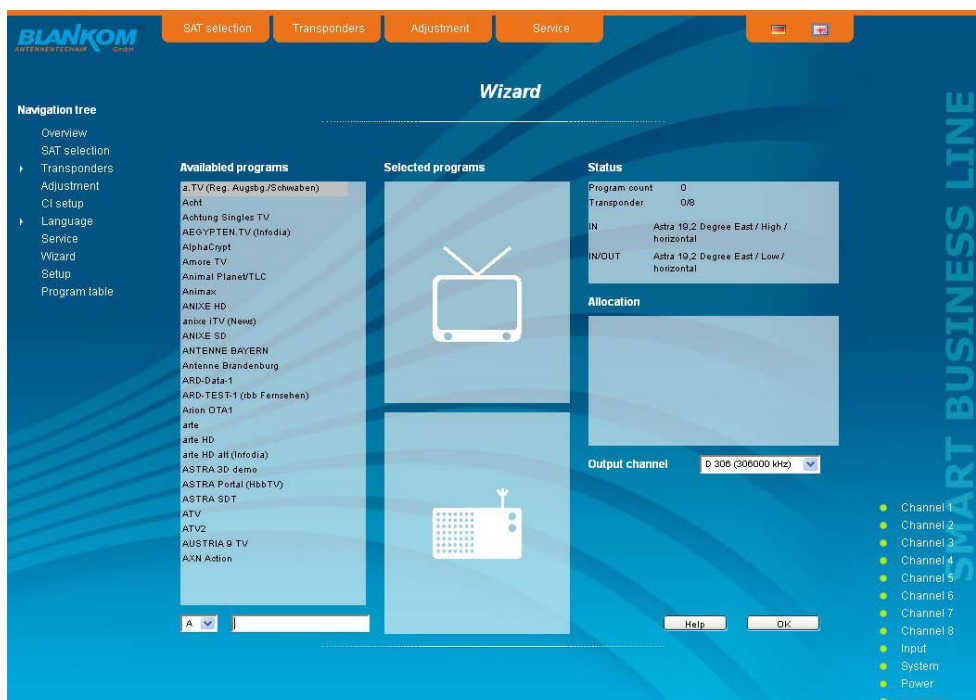 BLANKOM
ANTENNENTECHNIK GmbH
SAT selection
Transponders
Adjustment
Service
Wizard
Navigation tree
Overview
SAT selection
Transponders
Adjustment
CI setup
Language
Service
Wizard
Setup
Program table
Availabled programs
a.TV (Reg. Augsbg./Schwaben)
Acht
Achtung Singles TV
AEGYPTEN.TV (Infodia)
AlphaCrypt
Amore TV
Animal Planet/TLC
Animax
ANIXE HD
anixe iTV (News)
ANIXE SD
ANTENNE BAYERN
Antenne Brandenburg
ARD-Data-1
ARD-TEST-1 (rbb Fernsehen)
Arion OTA1
arte
arte HD
arte HD alt (Infodia)
ASTRA 3D demo
ASTRA Portal (HbbTV)
ASTRA SDT
ATV
ATV2
AUSTRIA 9 TV
AXN Action
A
Selected programs
Status
Program count 0
Transponder 0/8
IN Astra 19,2 Degree East / High /
horizontal
IN/OUT Astra 19,2 Degree East / Low /
horizontal
Allocation
Output channel D 306 (306000 kHz)
Help
OK
SMART BUSINESS LINE
Channel 1
Channel 2
Channel 3
Channel 4
Channel 5
Channel 6
Channel 7
Channel 8
Input
System
Power